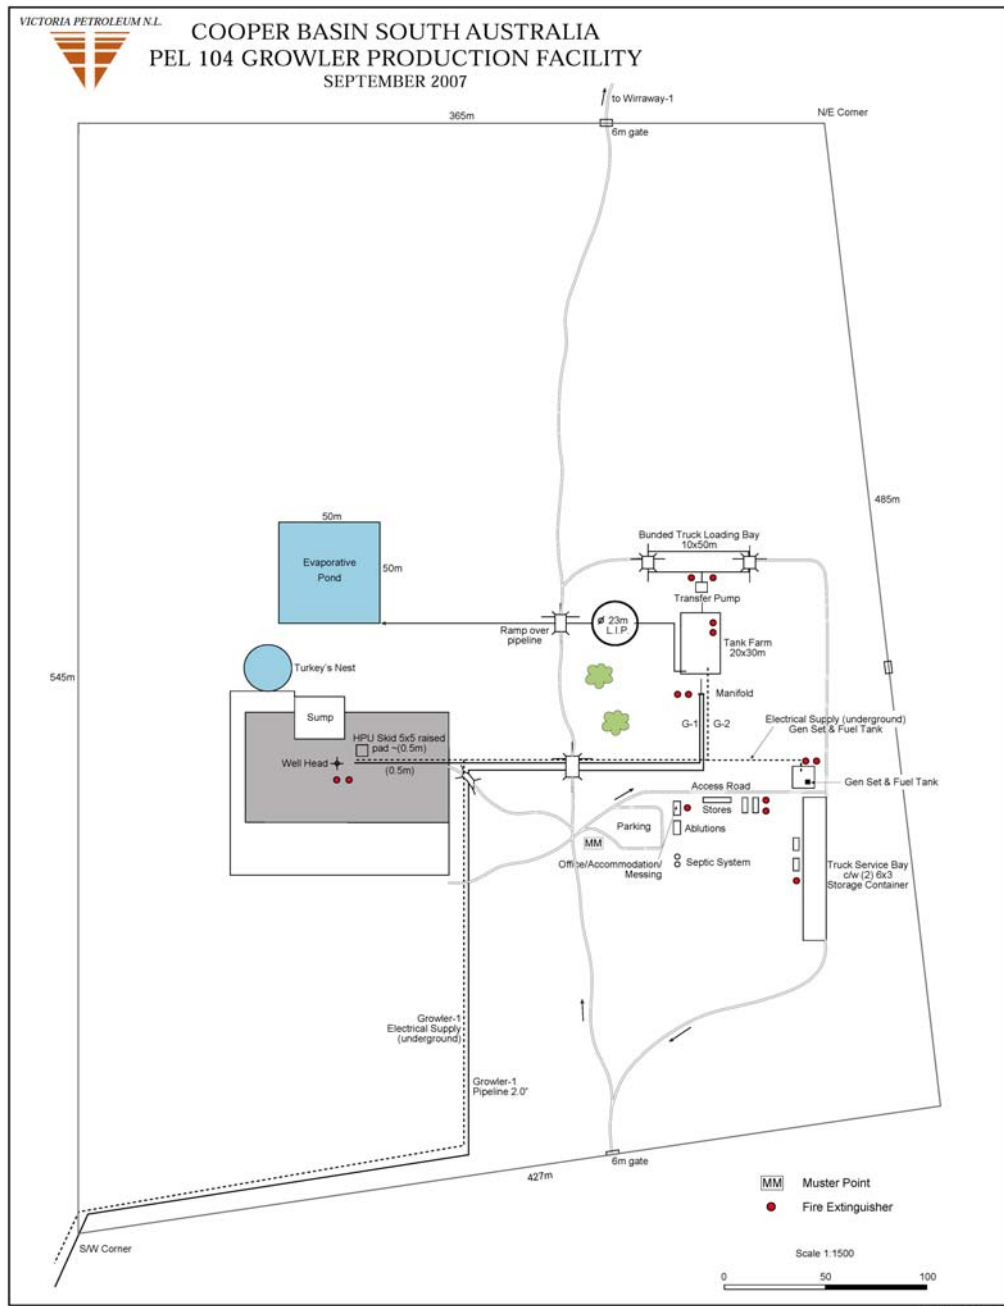 VICTORIA PETROLEUM N.L.
COOPER BASIN SOUTH AUSTRALIA
PEL 104 GROWLER PRODUCTION FACILITY
SEPTEMBER 2007
to Wirraway-1
365m
N/E Corner
6m gate
485m
50m
Bunded Truck Loading Bay
10x50m
Evaporative
Pond
50m
Transfer Pump
Ø 23m
L.I.P.
Ramp over
pipeline
Tank Farm
20x30m
545m
Turkey's Nest
Manifold
Sump
G-1
G-2
Electrical Supply (underground)
Gen Set & Fuel Tank
HPU Skid 5x5 raised
pad ~(0.5m)
Well Head
(0.5m)
Gen Set & Fuel Tank
Access Road
Stores
Parking
Ablutions
MM
Office/Accommodation/
Messing
Septic System
Truck Service Bay
c/w (2) 6x3
Storage Container
Growler-1
Electrical Supply
(underground)
Growler-1
Pipeline 2.0"
6m gate
427m
MM Muster Point
Fire Extinguisher
S/W Corner
Scale 1:1500
0 50 100